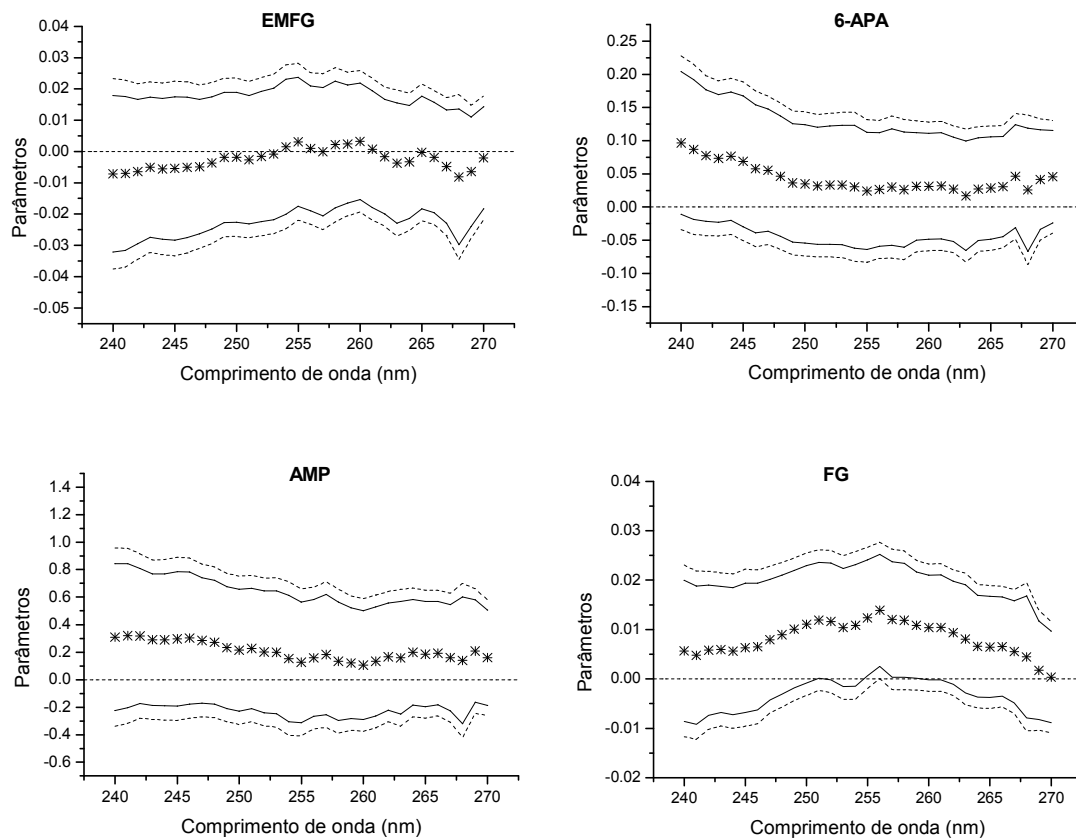 EMFG
0.04
0.03
0.02
0.01
0.00
-0.01
-0.02
-0.03
-0.04
-0.05
Parâmetros
240 245 250 255 260 265 270
Comprimento de onda (nm)
6-APA
0.25
0.20
0.15
0.10
0.05
0.00
-0.05
-0.10
-0.15
Parâmetros
240 245 250 255 260 265 270
Comprimento de onda (nm)
AMP
1.4
1.2
1.0
0.8
0.6
0.4
0.2
0.0
-0.2
-0.4
-0.6
Parâmetros
240 245 250 255 260 265 270
Comprimento de onda (nm)
FG
0.04
0.03
0.02
0.01
0.00
-0.01
-0.02
Parâmetros
240 245 250 255 260 265 270
Comprimento de onda (nm)